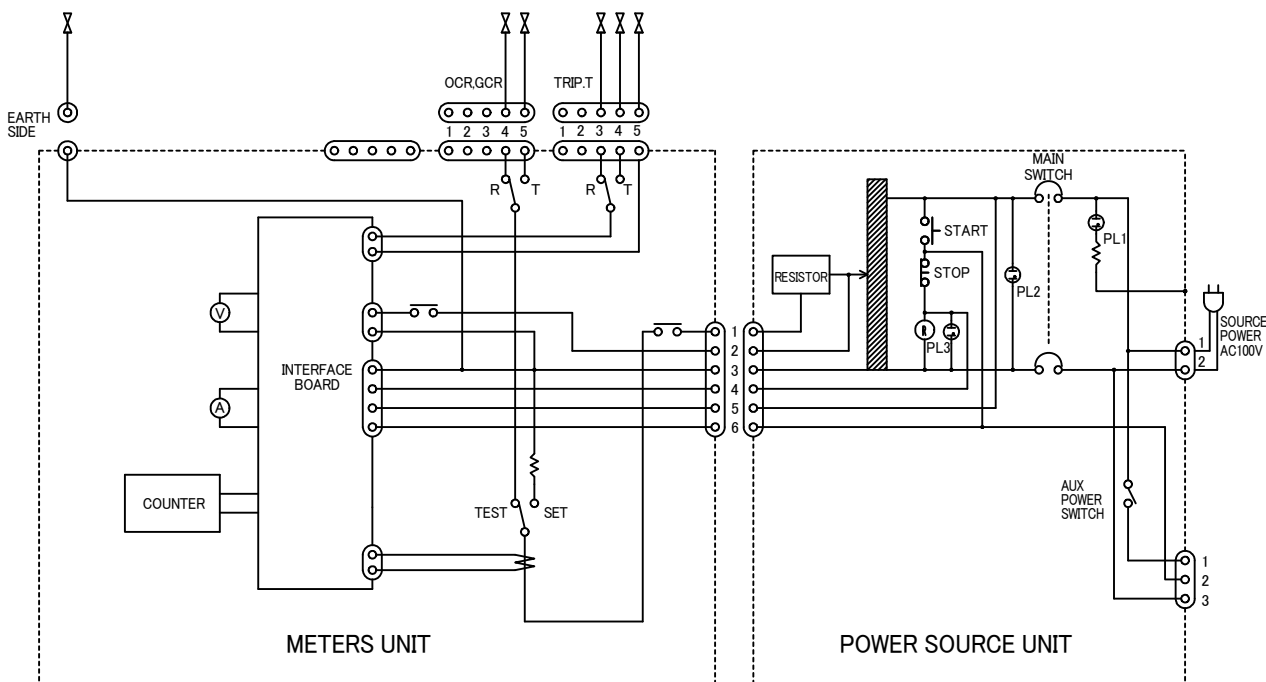 OCR,GCR
TRIP.T
EARTH
SIDE
1 2 3 4 5
1 2 3 4 5
R
T
R
T
MAIN
SWITCH
START
PL1
RESISTOR
STOP
PL2
V
R
PL3
SOURCE
POWER
AC100V
1
2
1
2
3
4
5
6
1
2
3
4
5
6
INTERFACE
BOARD
A
COUNTER
TEST
SET
AUX
POWER
SWITCH
1
2
3
METERS UNIT
POWER SOURCE UNIT